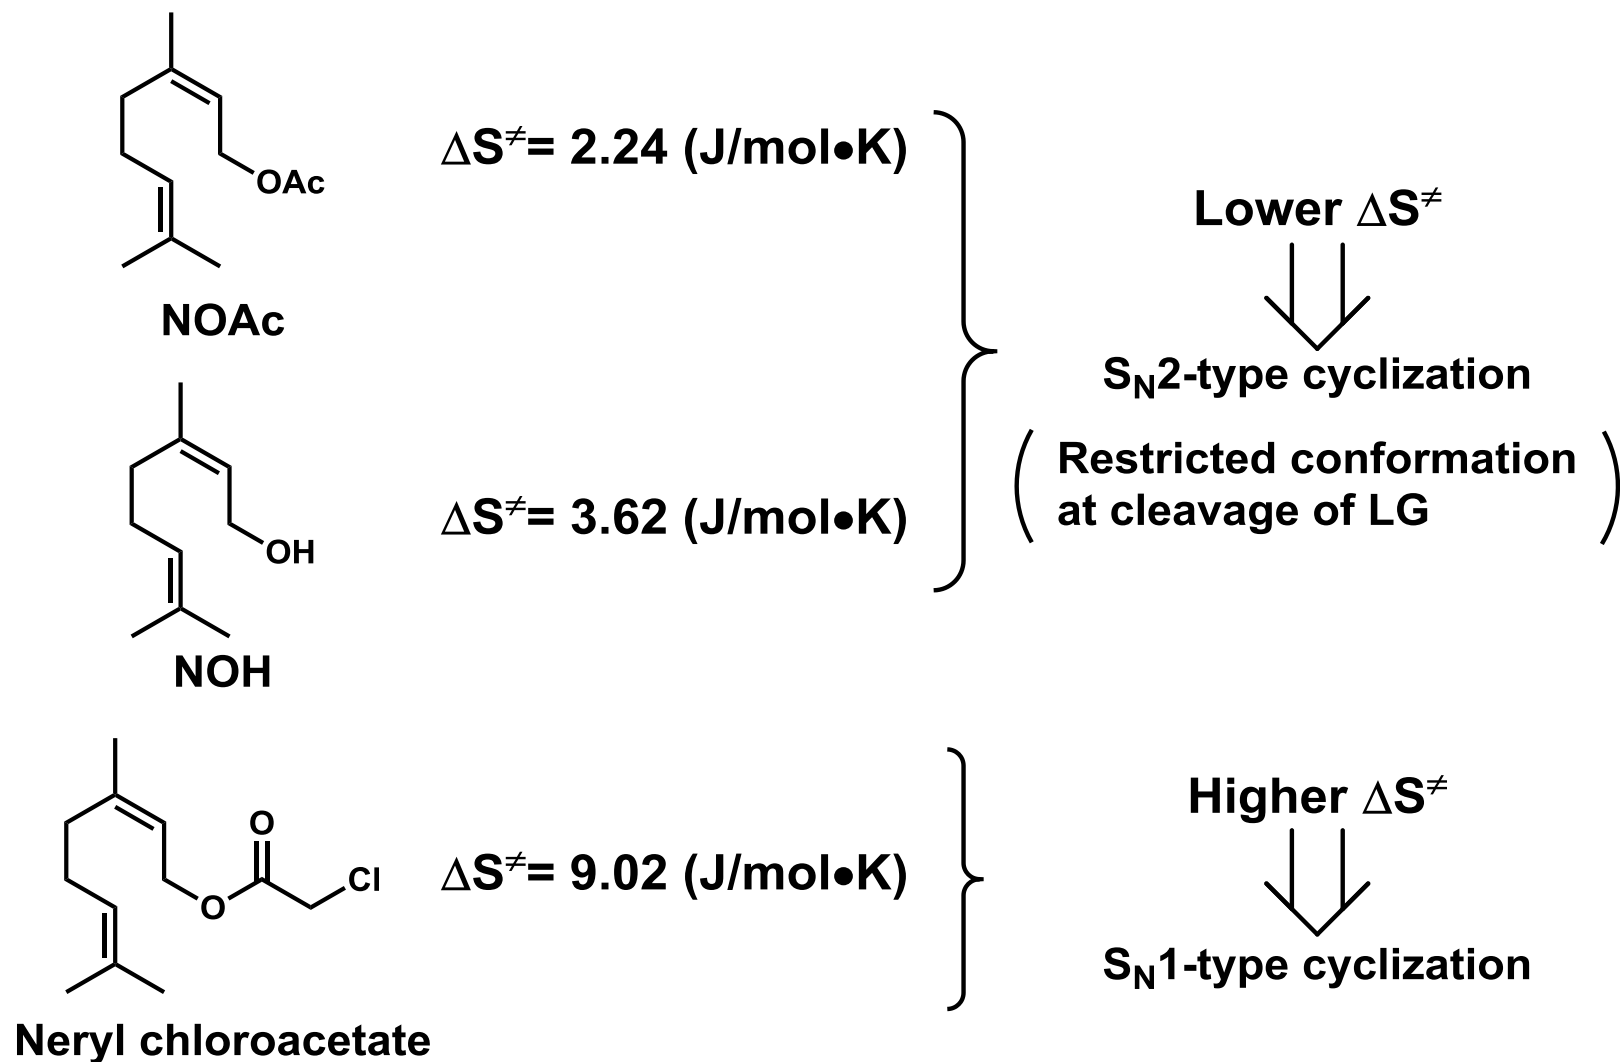 OAc
NOAc
ΔS≠= 2.24 (J/mol•K)
OH
NOH
ΔS≠= 3.62 (J/mol•K)
Lower ΔS≠
SN2-type cyclization
Restricted conformation
at cleavage of LG
O
O
Cl
Neryl chloroacetate
ΔS≠= 9.02 (J/mol•K)
Higher ΔS≠
SN1-type cyclization